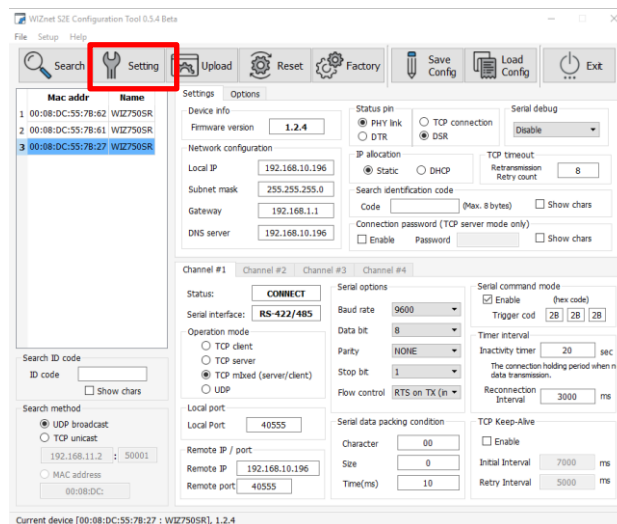 WIZnet S2E Configuration Tool 0.5.4 Beta
File Setup Help
Search Setting Upload Reset Factory Save Config Load Config Exit
Mac addr Name
1 00:08:DC:55:7B:62 WIZ750SR
2 00:08:DC:55:7B:61 WIZ750SR
3 00:08:DC:55:7B:27 WIZ750SR
Search ID code
ID code
Show chars
Search method
UDP broadcast
TCP unicast
192.168.11.2 : 50001
MAC address
00:08:DC:
Settings Options
Device info
Firmware version 1.2.4
Network configuration
Local IP 192.168.10.196
Subnet mask 255.255.255.0
Gateway 192.168.1.1
DNS server 192.168.10.196
Status pin
PHY link TCP connection
DTR DSR
Serial debug
Disable
IP allocation
Static DHCP
TCP timeout
Retransmission
Retry count 8
Search identification code
Code (Max. 8 bytes) Show chars
Connection password (TCP server mode only)
Enable Password Show chars
Channel #1 Channel #2 Channel #3 Channel #4
Status: CONNECT
Serial interface: RS-422/485
Operation mode
TCP client
TCP server
TCP mIxed (server/client)
UDP
Local port
Local Port 40555
Remote IP / port
Remote IP 192.168.10.196
Remote port 40555
Serial options
Baud rate 9600
Data bit 8
Parity NONE
Stop bit 1
Flow control RTS on TX (in
Serial data packing condition
Character 00
Size 0
Time(ms) 10
Serial command mode
Enable (hex code)
Trigger cod 2B 2B 2B
Timer interval
Inactivity timer 20 sec
The connection holding period when n
data transmission.
Reconnection
Interval 3000 ms
TCP Keep-Alive
Enable
Initial Interval 7000 ms
Retry Interval 5000 ms
Current device [00:08:DC:55:7B:27 : WIZ750SR], 1.2.4